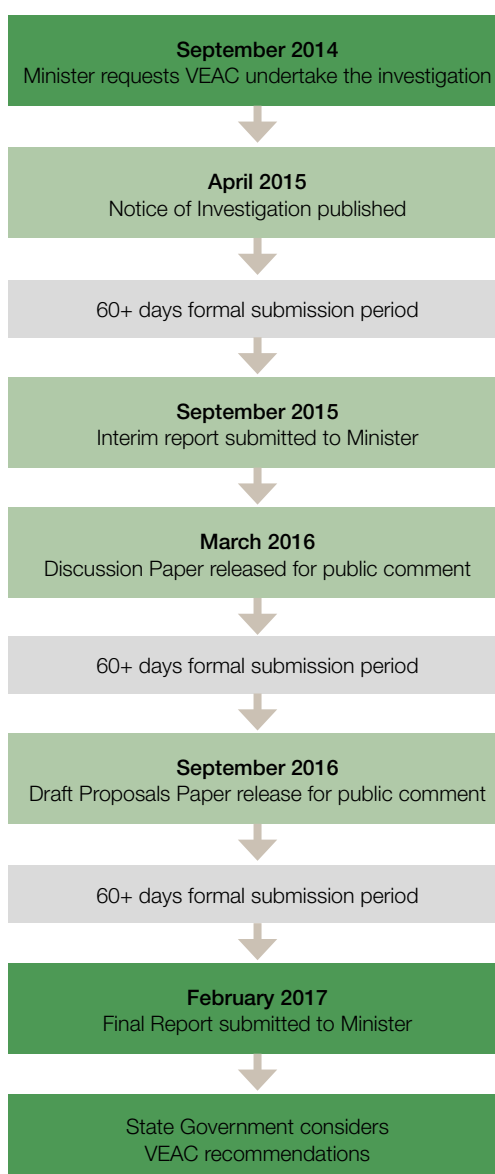 September 2014
Minister requests VEAC undertake the investigation
April 2015
Notice of Investigation published
60+ days formal submission period
September 2015
Interim report submitted to Minister
March 2016
Discussion Paper released for public comment
60+ days formal submission period
September 2016
Draft Proposals Paper release for public comment
60+ days formal submission period
February 2017
Final Report submitted to Minister
State Government considers
VEAC recommendations